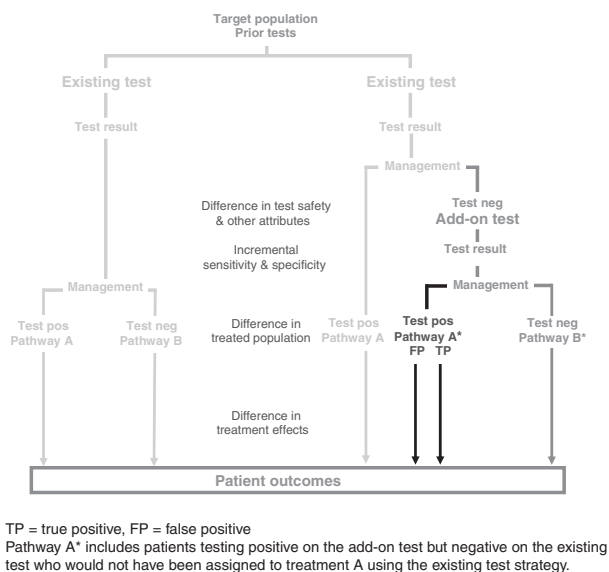 Target population
Prior tests
Existing test
Existing test
Test result
Test result
Management
Difference in test safety
& other attributes
Test neg
Add-on test
Incremental
sensitivity & specificity
Test result
Management
Management
Test pos
Pathway A
Test neg
Pathway B
Difference in
treated population
Test pos
Pathway A
Test pos
Pathway A*
FP TP
Test neg
Pathway B*
Difference in
treatment effects
Patient outcomes
TP = true positive, FP = false positive
Pathway A* includes patients testing positive on the add-on test but negative on the existing
test who would not have been assigned to treatment A using the existing test strategy.